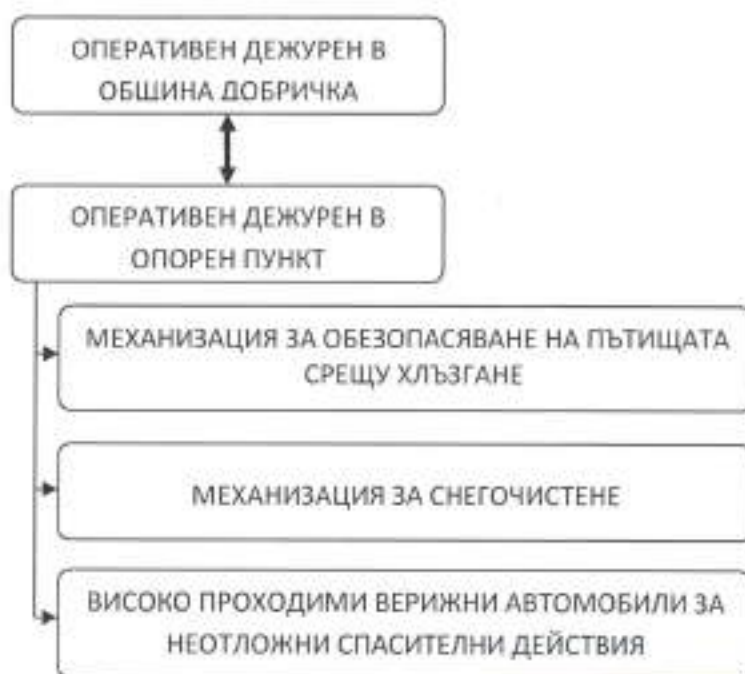 ОПЕРАТИВЕН ДЕЖУРЕН В
ОБЩИНА ДОБРИЧКА
ОПЕРАТИВЕН ДЕЖУРЕН В
ОПОРЕН ПУНКТ
МЕХАНИЗАЦИЯ ЗА ОБЕЗОПАСЯВАНЕ НА ПЪТИЩАТА
СРЕЩУ ХЛЪЗГАНЕ
МЕХАНИЗАЦИЯ ЗА СНЕГОЧИСТЕНЕ
ВИСОКО ПРОХОДИМИ ВЕРИЖНИ АВТОМОБИЛИ ЗА
НЕОТЛОЖНИ СПАСИТЕЛНИ ДЕЙСТВИЯ